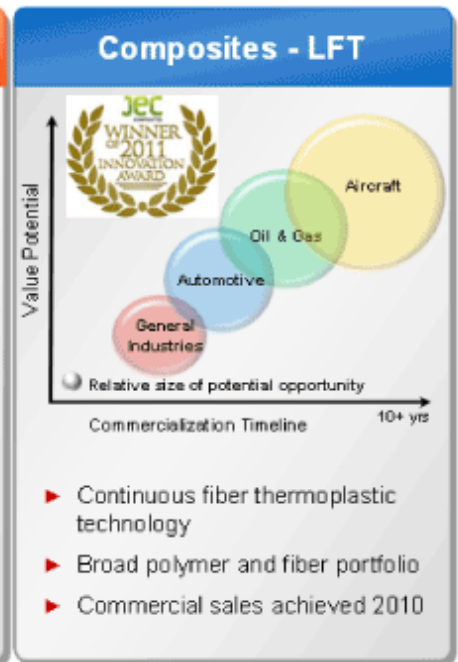 Composites - LFT
JEC
COMPOSITES
WINNER
OF 2011
INNOVATION
AWARD
Value Potential
Aircraft
Oil & Gas
Automotive
General
Industries
Relative size of potential opportunity
Commercialization Timeline
10+ yrs
► Continuous fiber thermoplastic
technology
► Broad polymer and fiber portfolio
► Commercial sales achieved 2010